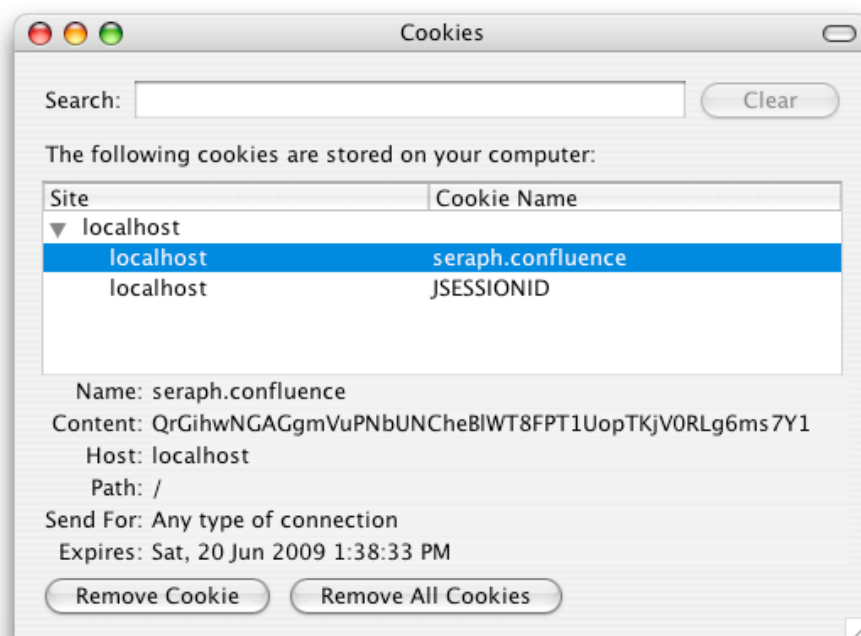 Cookies
Search:
Clear
The following cookies are stored on your computer:
Site Cookie Name
localhost
localhost seraph.confluence
localhost JSESSIONID
Name: seraph.confluence
Content: QrGihwNGAGgmVuPNbUNCheBlWT8FPT1UopTKjV0RLg6ms7Y1
Host: localhost
Path: /
Send For: Any type of connection
Expires: Sat, 20 Jun 2009 1:38:33 PM
Remove Cookie Remove All Cookies